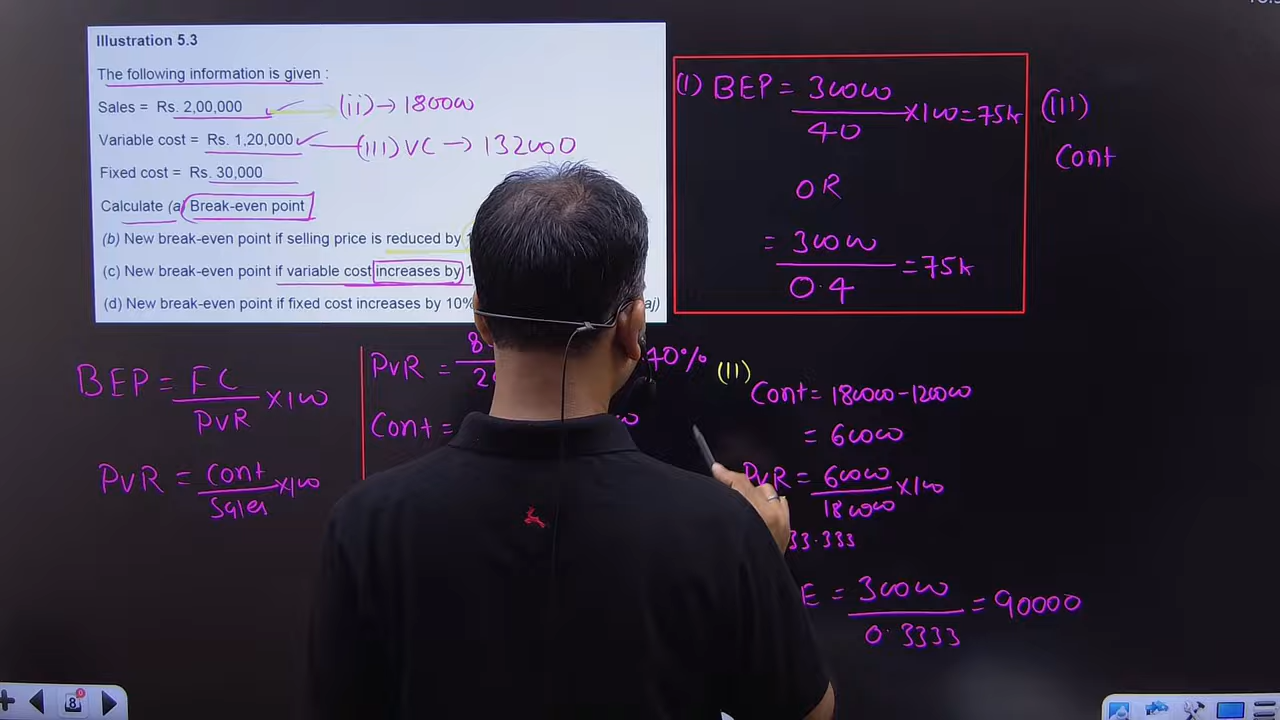 Illustration 5.3
The following information is given :
Sales = Rs. 2,00,000 (ii) → 180000
Variable cost = Rs. 1,20,000 (III) VC → 132000
Fixed cost = Rs. 30,000
Calculate (a) Break-even point
(b) New break-even point if selling price is reduced by
(c) New break-even point if variable cost increases by
(d) New break-even point if fixed cost increases by 10%
(I) BEP = 30000 / 40 × 100 = 75k
OR
= 30000 / 0.4 = 75k
(III)
Cont
BEP = FC / PVR × 100
PVR = Cont / Sales × 100
PVR =
Cont =
(II)
Cont = 180000 - 120000
= 60000
PVR = 60000 / 180000 × 100
33.333
E = 30000 / 0.3333 = 90000
8